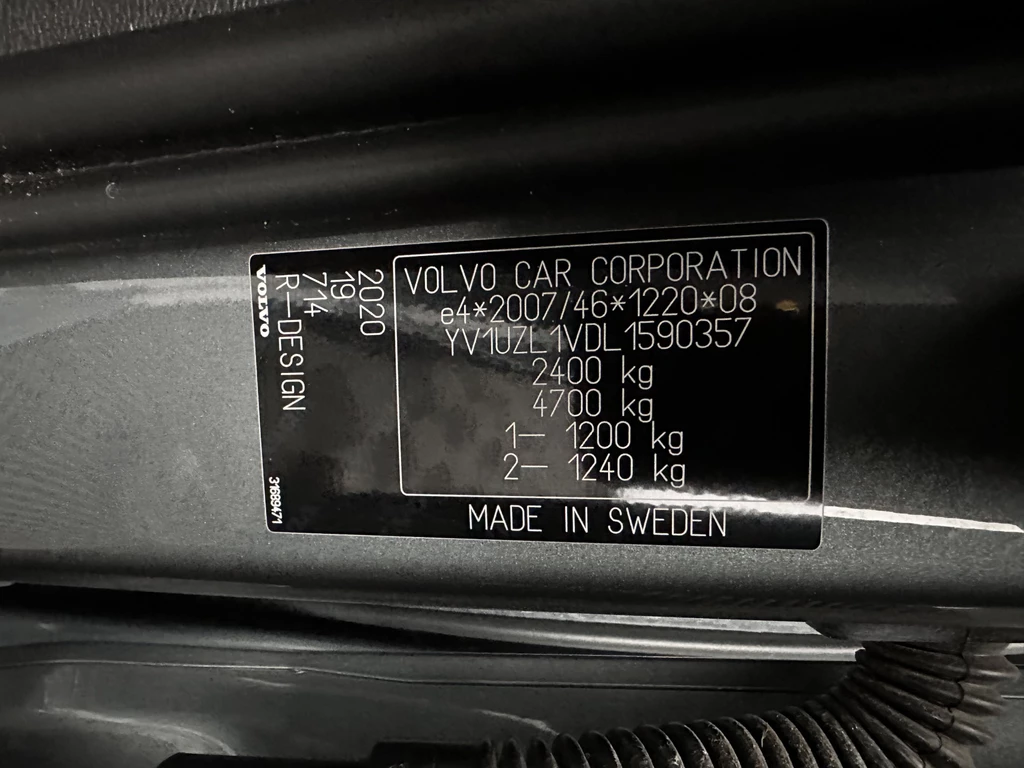 VOLVO CAR CORPORATION
e4*2007/46*1220*08
YV1UZL1VDL1590357
2400 kg
4700 kg
1- 1200 kg
2- 1240 kg
MADE IN SWEDEN
2020
19
714
R-DESIGN
VOLVO
31689471